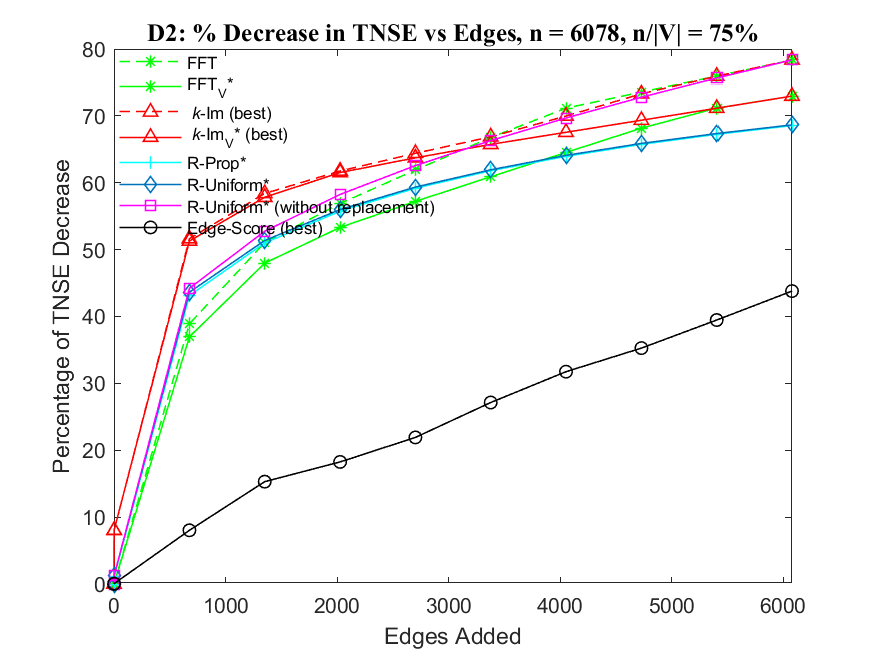 D2: % Decrease in TNSE vs Edges, n = 6078, n/|V| = 75%
80
70
60
50
40
30
20
10
0
Percentage of TNSE Decrease
FFT
FFT_V*
k-Im (best)
k-Im_V* (best)
R-Prop*
R-Uniform*
R-Uniform* (without replacement)
Edge-Score (best)
0 1000 2000 3000 4000 5000 6000
Edges Added